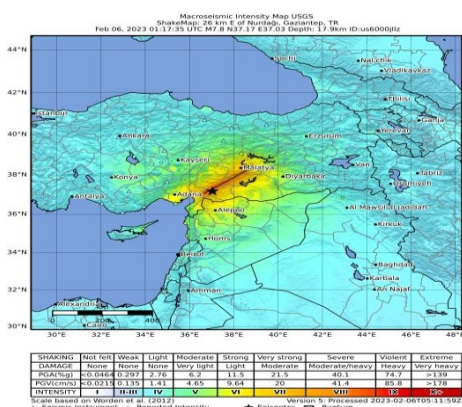 Macroseismic Intensity Map USGS
ShakeMap: 26 km E of Nurdağı, Gaziantep, TR
Feb 06, 2023 01:17:35 UTC M7.8 N37.17 E37.03 Depth: 17.9km ID:us6000jllz
44°N
Sochi
Nal'chik
Vladikavkaz
42°N
Tbilisi
Istanbul
Ganja
40°N
Ankara
Erzurum
Yerevan
Kayseri
Malatya
Van
Tabriz
38°N
Konya
Diyarbakir
Orumiyeh
Antalya
Adana
Al Mawsil al Jadidah
36°N
Aleppo
Kirkuk
Homs
34°N
Beirut
Baghdad
Karbala
32°N
Amman
An Najaf
Alexandria
km
0 200 400
30°N
Cairo
30°E 32°E 34°E 36°E 38°E 40°E 42°E 44°E 46°E 48°E
SHAKING Not felt Weak Light Moderate Strong Very strong Severe Violent Extreme
DAMAGE None None None Very light Light Moderate Moderate/heavy Heavy Very heavy
PGA(%g) <0.0464 0.297 2.76 6.2 11.5 21.5 40.1 74.7 >139
PGV(cm/s) <0.0215 0.135 1.41 4.65 9.64 20 41.4 85.8 >178
INTENSITY I II-III IV V VI VII VIII IX X+
Scale based on Worden et al. (2012) Version 5: Processed 2023-02-06T05:11:59Z
△ Seismic Instrument ○ Reported Intensity ★ Epicenter Rupture